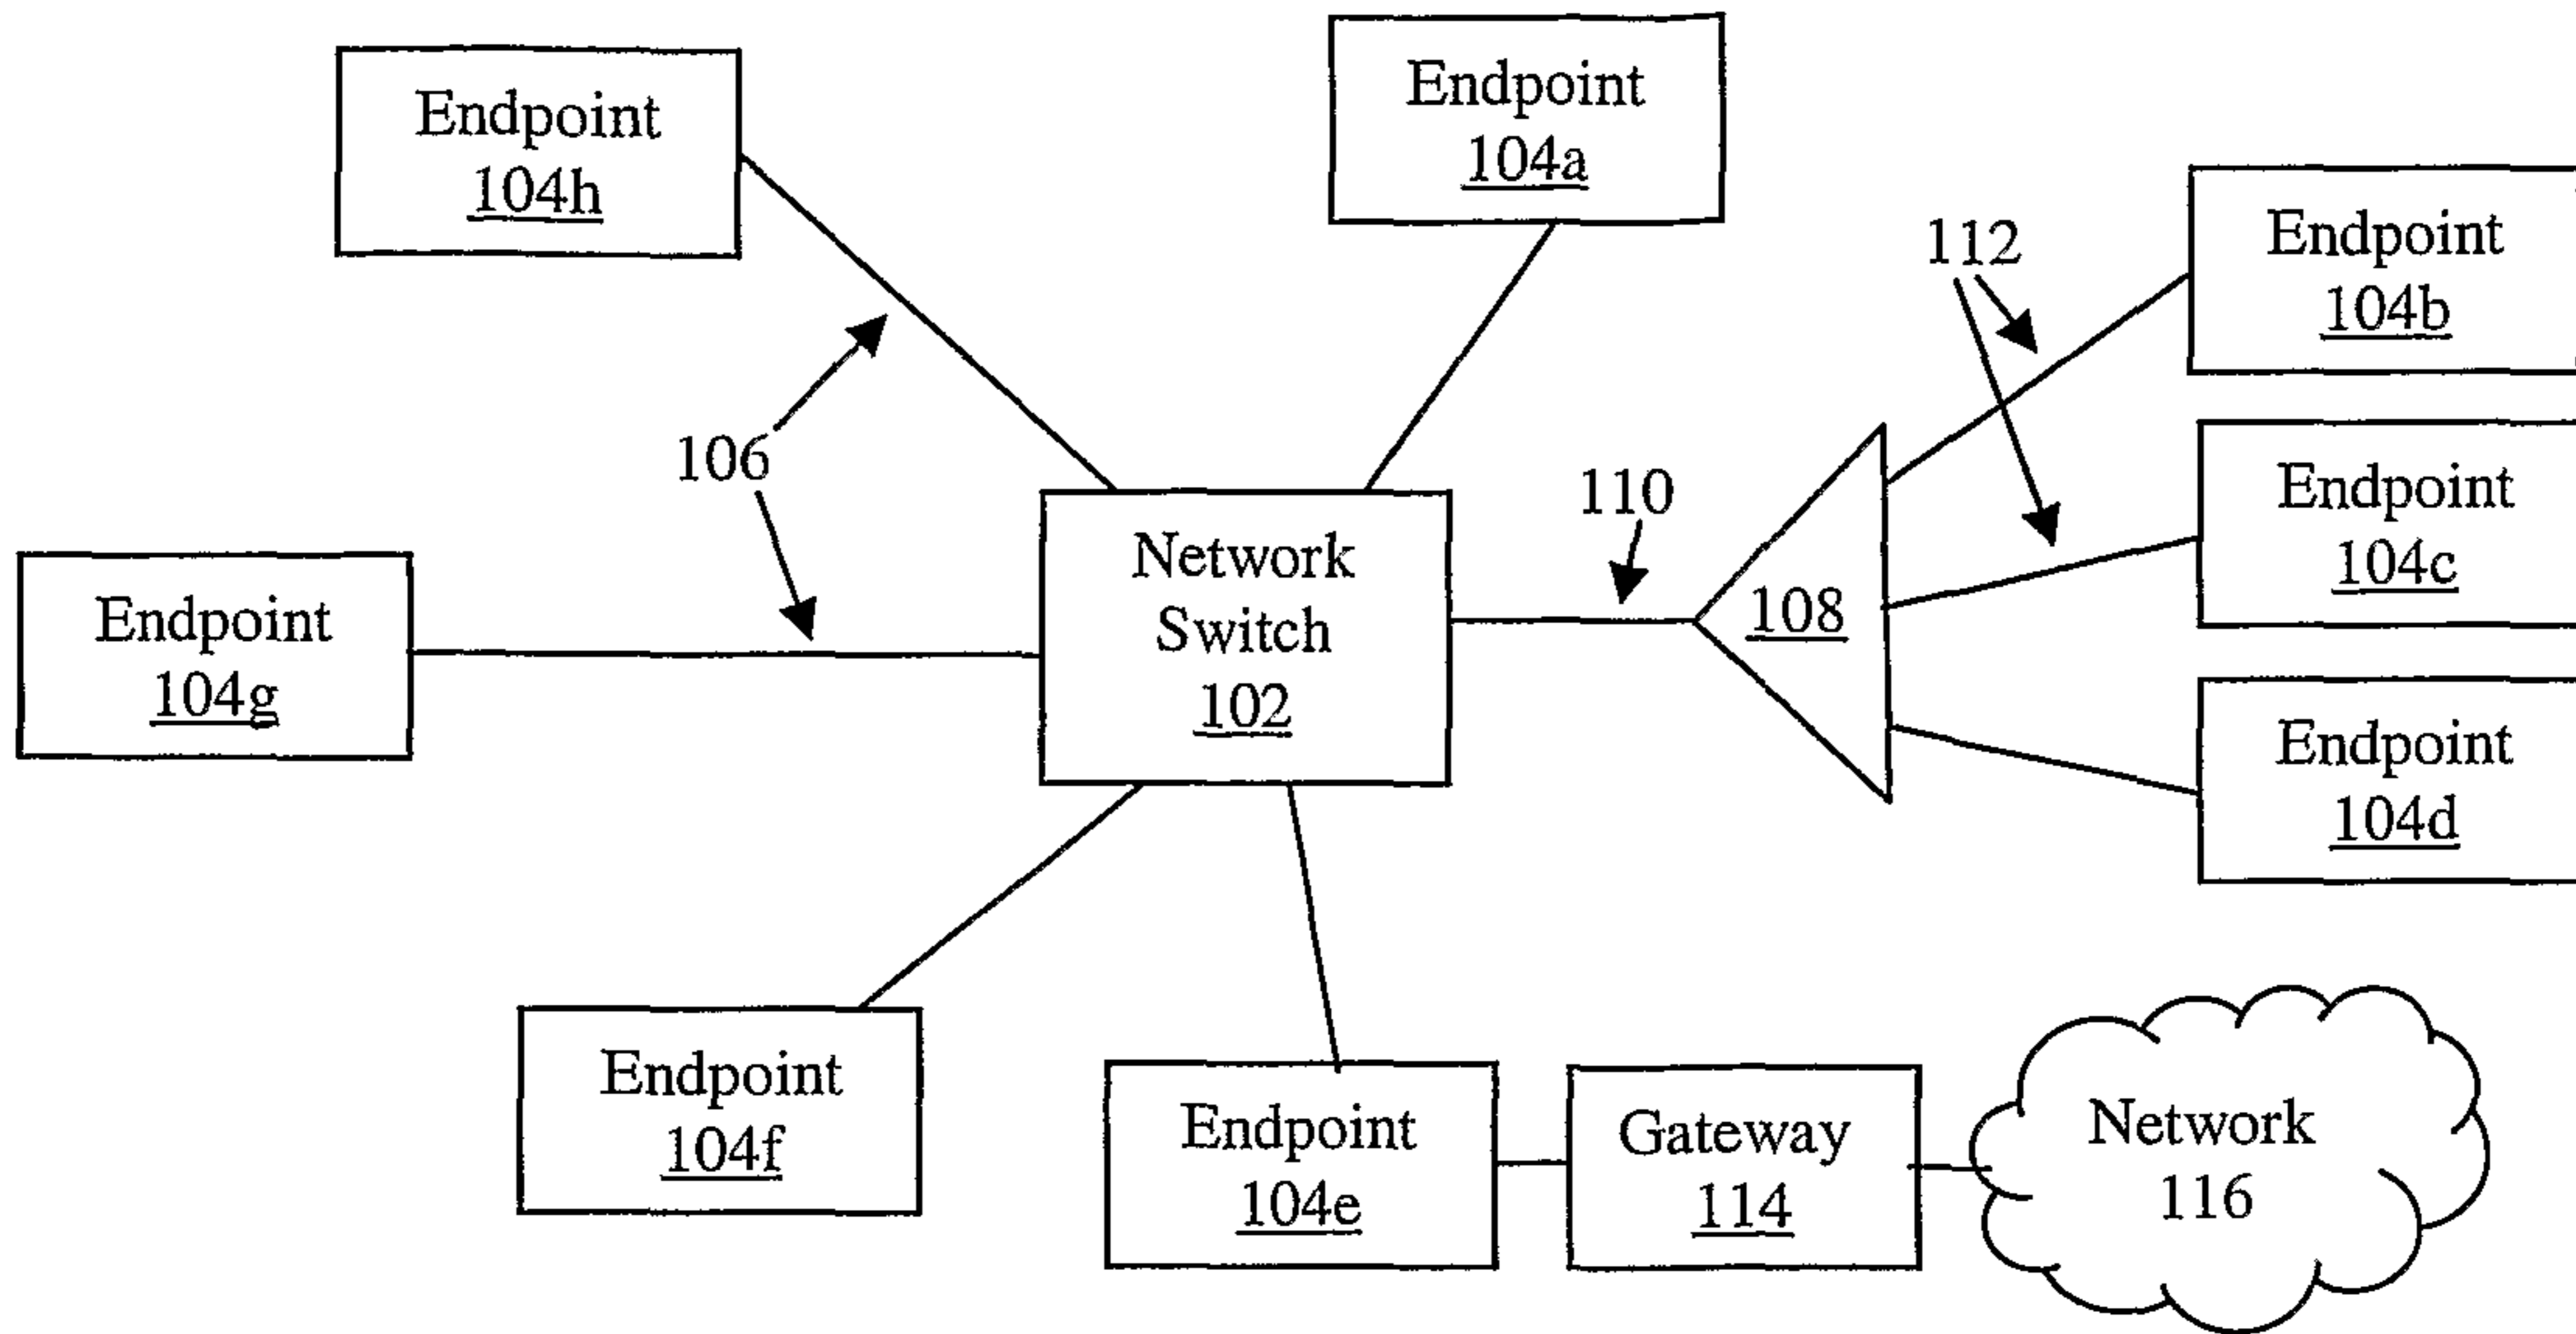 Endpoint
104h
Endpoint
104a
Endpoint
104b
112
Endpoint
104c
106
110
Network
Switch
102
108
Endpoint
104g
Endpoint
104d
Endpoint
104f
Endpoint
104e
Gateway
114
Network
116